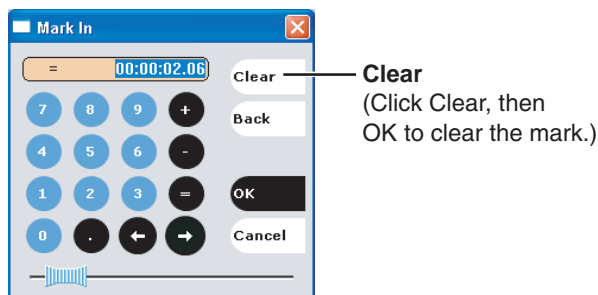 Mark In
= 00:00:02.06
Clear
Back
OK
Cancel
7 8 9 +
4 5 6 -
1 2 3 =
0 . ← →
Clear
(Click Clear, then
OK to clear the mark.)